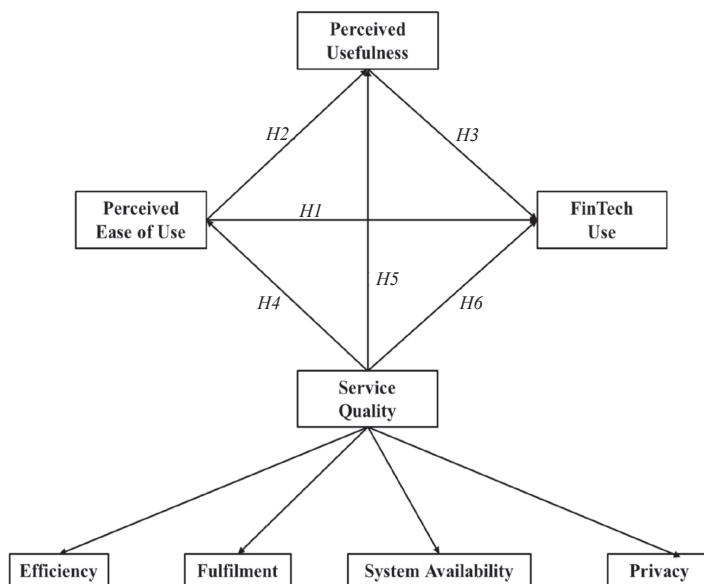 Perceived
Usefulness
H2
H3
Perceived
Ease of Use
H1
FinTech
Use
H4
H5
H6
Service
Quality
Efficiency
Fulfilment
System Availability
Privacy